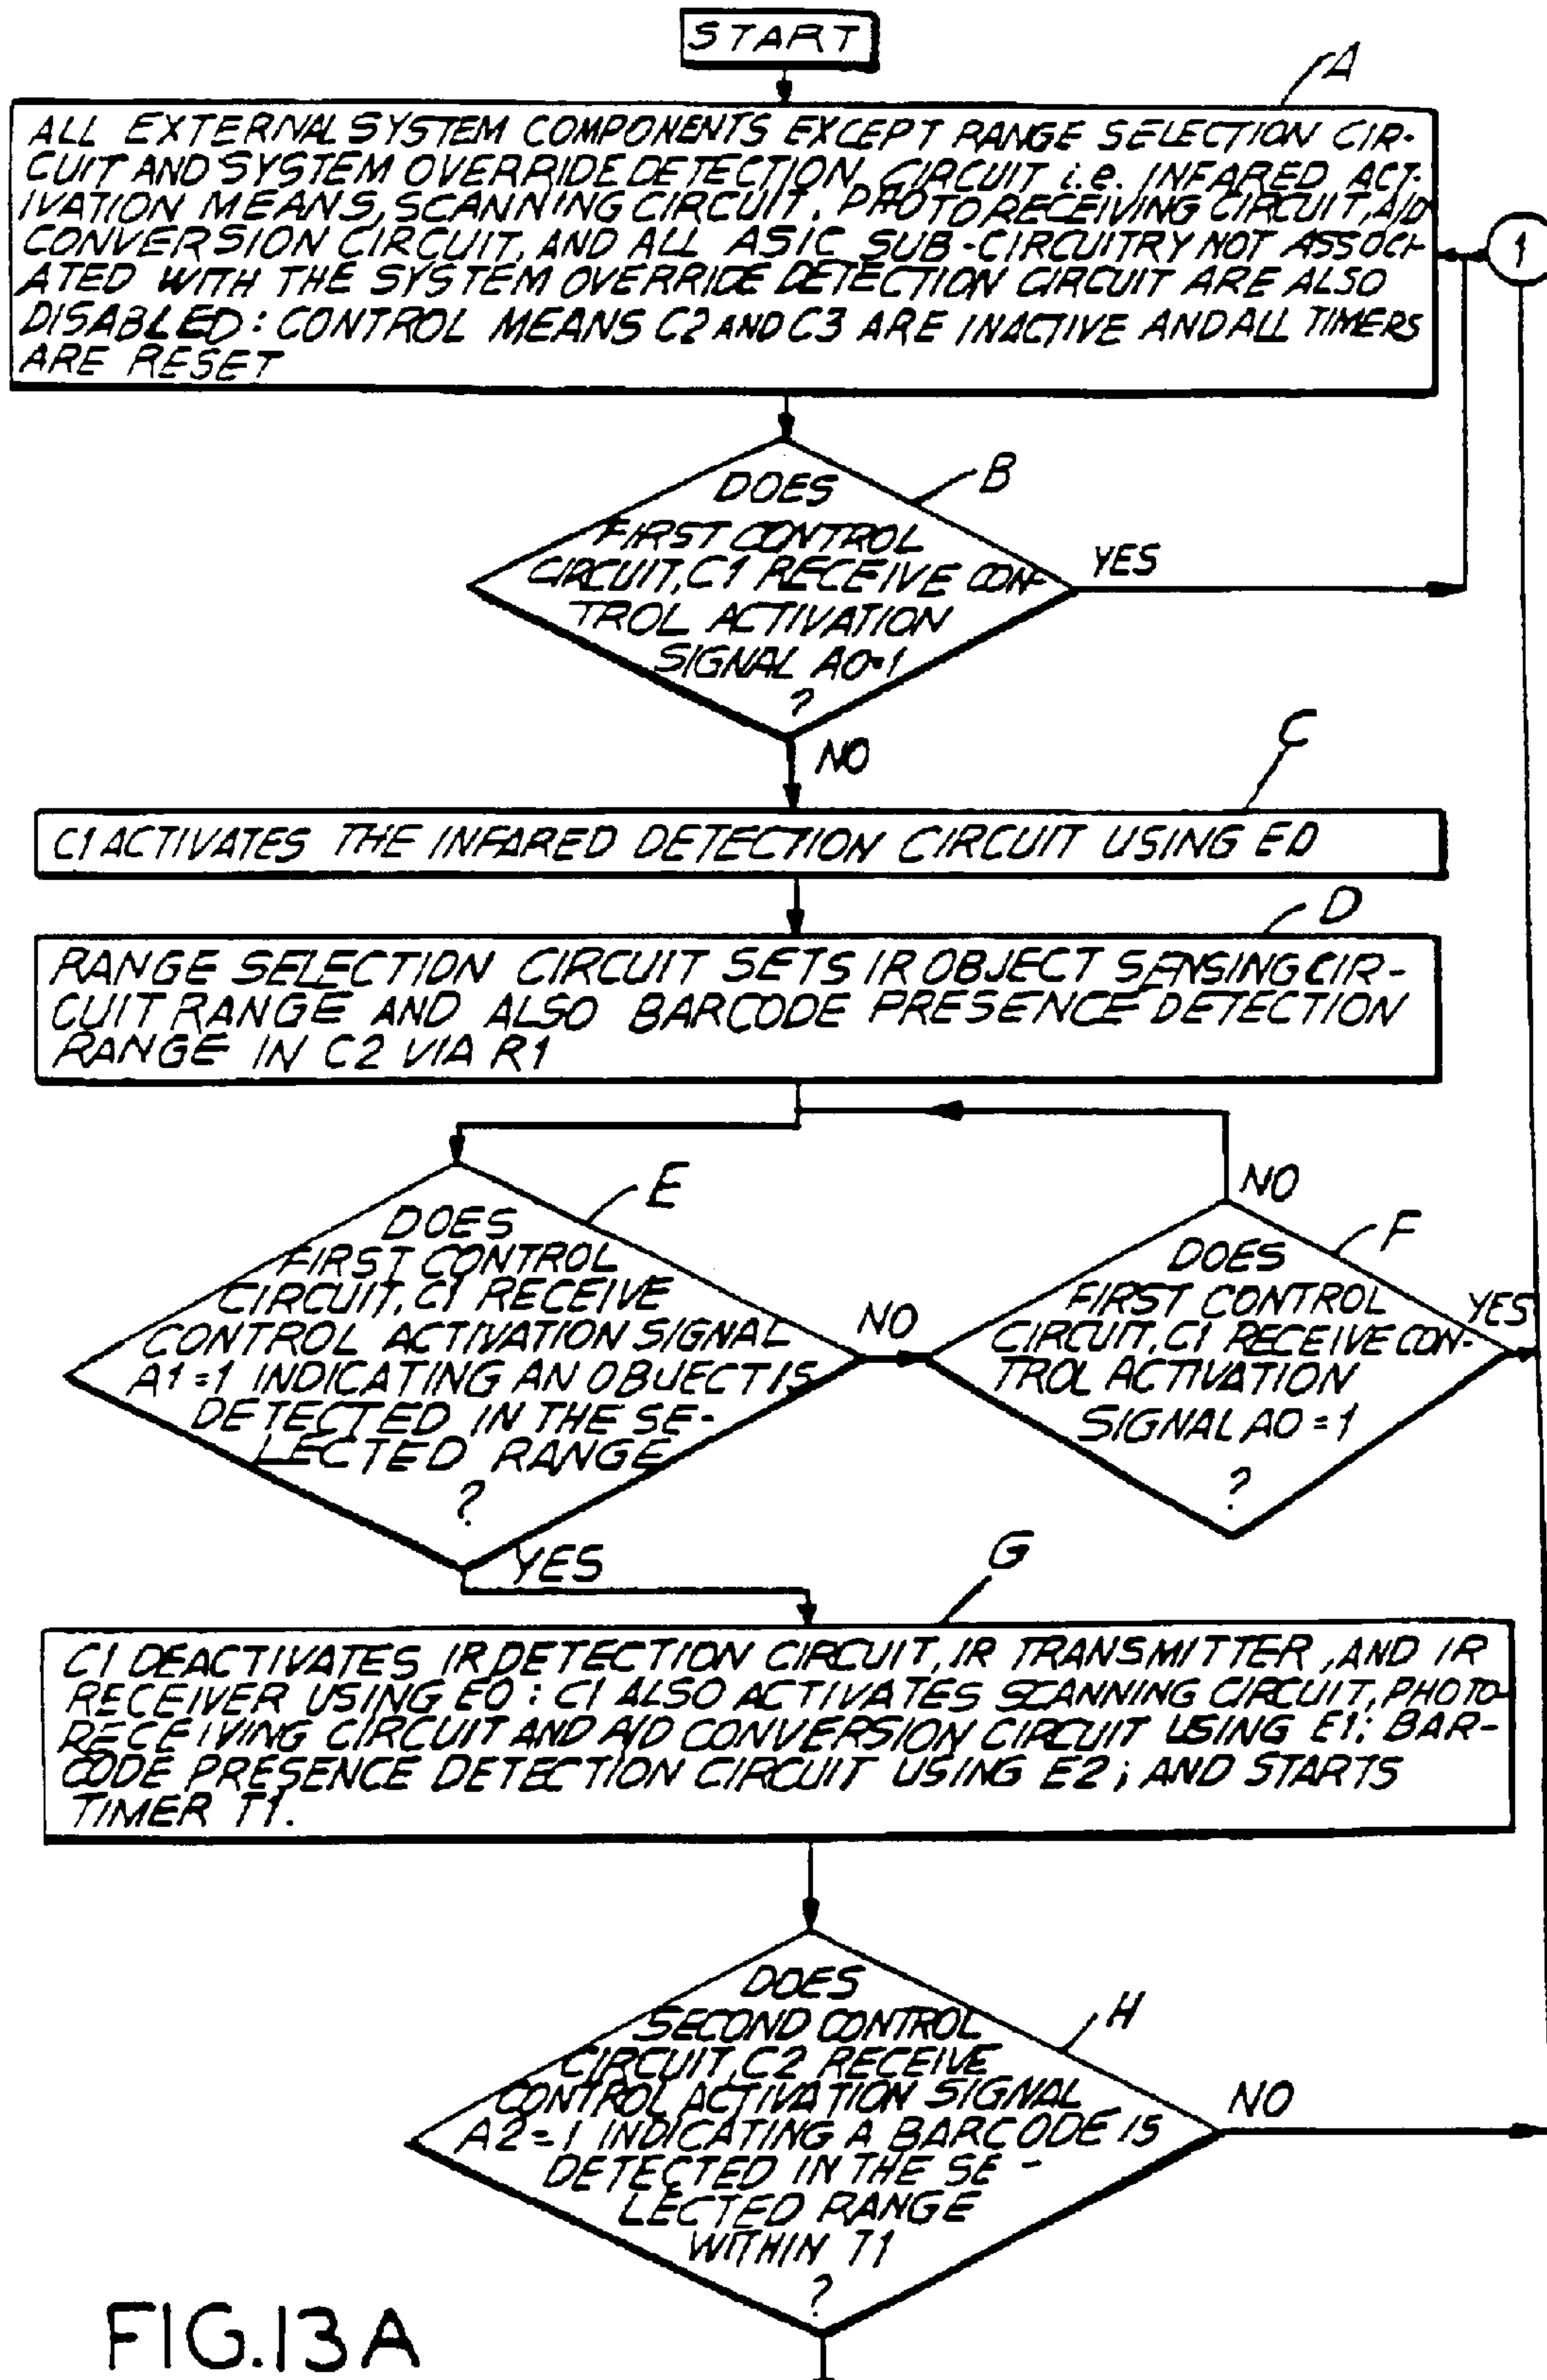 START
A
ALL EXTERNAL SYSTEM COMPONENTS EXCEPT RANGE SELECTION CIR-
CUIT AND SYSTEM OVERRIDE DETECTION CIRCUIT i.e. INFARED ACT-
IVATION MEANS, SCANNING CIRCUIT, PHOTORECEIVING CIRCUIT, A/D
CONVERSION CIRCUIT, AND ALL ASIC SUB-CIRCUITRY NOT ASSOCI-
ATED WITH THE SYSTEM OVERRIDE DETECTION CIRCUIT ARE ALSO
DISABLED: CONTROL MEANS C2 AND C3 ARE INACTIVE AND ALL TIMERS
ARE RESET
1
B
DOES
FIRST CONTROL
CIRCUIT, C1 RECEIVE CON-
TROL ACTIVATION
SIGNAL A0=1
?
YES
NO
C
C1 ACTIVATES THE INFARED DETECTION CIRCUIT USING E0
D
RANGE SELECTION CIRCUIT SETS IR OBJECT SENSING CIR-
CUIT RANGE AND ALSO BARCODE PRESENCE DETECTION
RANGE IN C2 VIA R1
E
DOES
FIRST CONTROL
CIRCUIT, C1 RECEIVE
CONTROL ACTIVATION SIGNAL
A1=1 INDICATING AN OBJECT IS
DETECTED IN THE SE-
LECTED RANGE
?
NO
YES
NO
F
DOES
FIRST CONTROL
CIRCUIT, C1 RECEIVE CON-
TROL ACTIVATION
SIGNAL A0=1
?
YES
G
C1 DEACTIVATES IR DETECTION CIRCUIT, IR TRANSMITTER, AND IR
RECEIVER USING E0: C1 ALSO ACTIVATES SCANNING CIRCUIT, PHOTO-
RECEIVING CIRCUIT AND A/D CONVERSION CIRCUIT USING E1; BAR-
CODE PRESENCE DETECTION CIRCUIT USING E2; AND STARTS
TIMER T1.
H
DOES
SECOND CONTROL
CIRCUIT, C2 RECEIVE
CONTROL ACTIVATION SIGNAL
A2=1 INDICATING A BARCODE IS
DETECTED IN THE SE-
LECTED RANGE
WITHIN T1
?
NO
FIG.13A